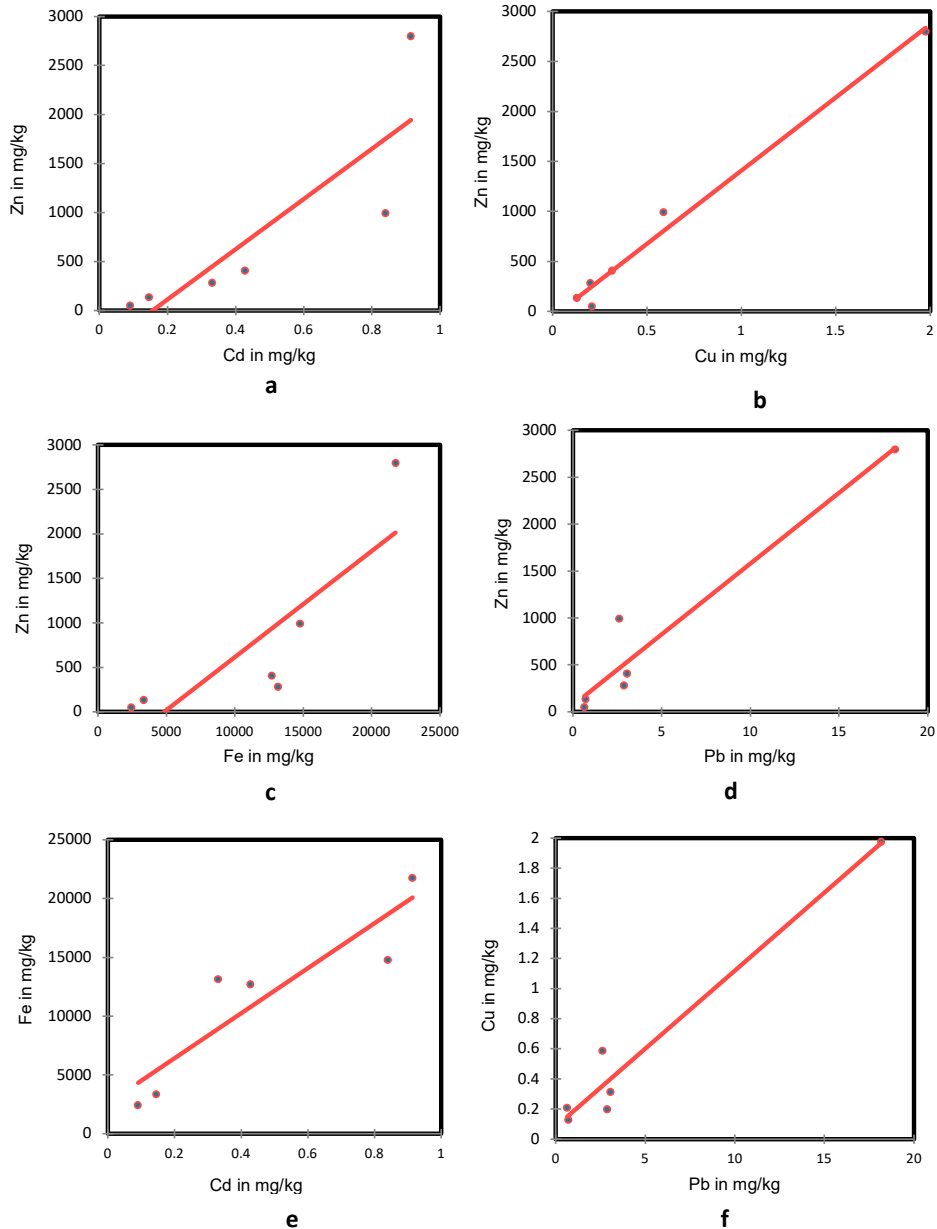 3000
2500
2000
1500
1000
500
0
Zn in mg/kg
0 0.2 0.4 0.6 0.8 1
Cd in mg/kg
a
3000
2500
2000
1500
1000
500
0
Zn in mg/kg
0 0.5 1 1.5 2
Cu in mg/kg
b
3000
2500
2000
1500
1000
500
0
Zn in mg/kg
0 5000 10000 15000 20000 25000
Fe in mg/kg
c
3000
2500
2000
1500
1000
500
0
Zn in mg/kg
0 5 10 15 20
Pb in mg/kg
d
25000
20000
15000
10000
5000
0
Fe in mg/kg
0 0.2 0.4 0.6 0.8 1
Cd in mg/kg
e
2
1.8
1.6
1.4
1.2
1
0.8
0.6
0.4
0.2
0
Cu in mg/kg
0 5 10 15 20
Pb in mg/kg
f